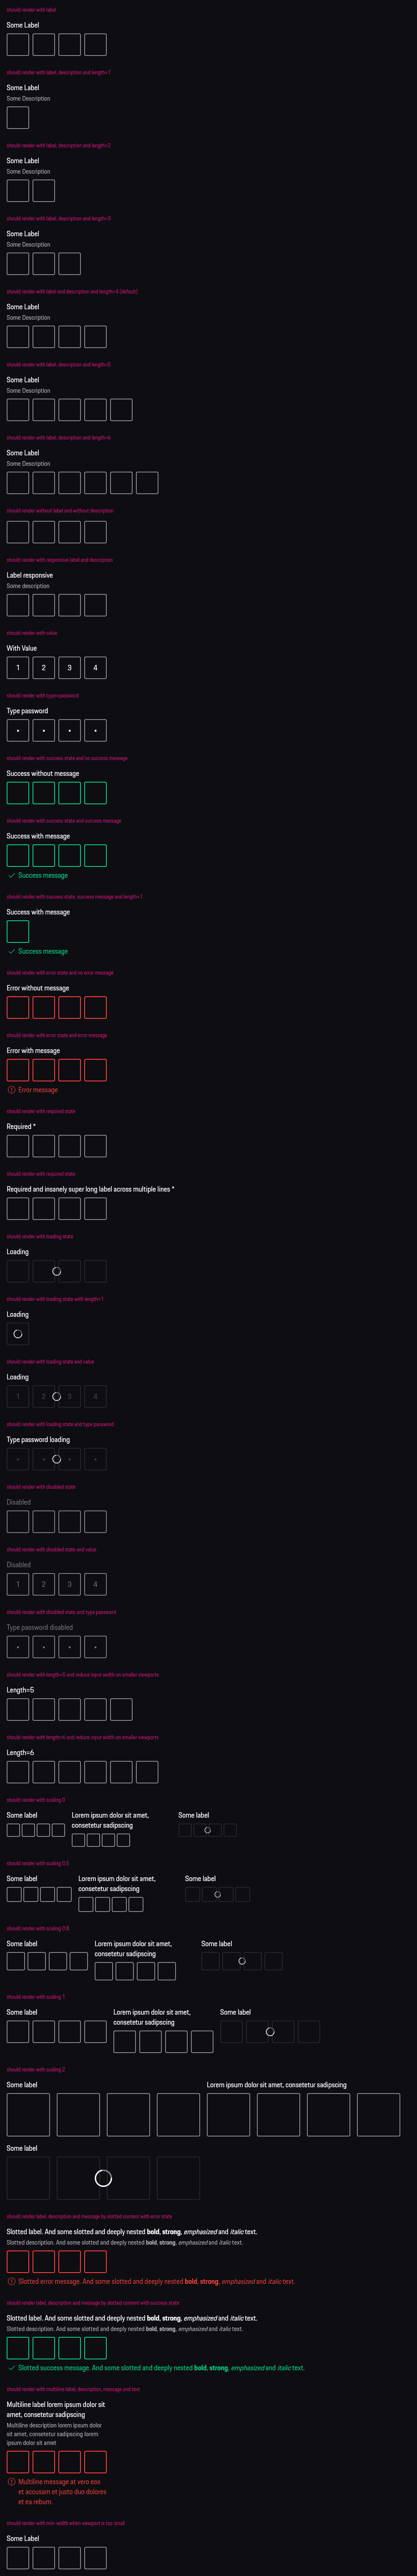 should render with label
Some Label
should render with label, description and length=1
Some Label
Some Description
should render with label, description and length=2
Some Label
Some Description
should render with label, description and length=3
Some Label
Some Description
should render with label and description and length=4 (default)
Some Label
Some Description
should render with label, description and length=5
Some Label
Some Description
should render with label, description and length=6
Some Label
Some Description
should render without label and without description
should render with responsive label and description
Label responsive
Some description
should render with value
With Value
1 2 3 4
should render with type=password
Type password
should render with success state and no success message
Success without message
should render with success state and success message
Success with message
Success message
should render with success state, success message and length=1
Success with message
Success message
should render with error state and no error message
Error without message
should render with error state and error message
Error with message
Error message
should render with required state
Required *
should render with required state
Required and insanely super long label across multiple lines *
should render with loading state
Loading
should render with loading state with length=1
Loading
should render with loading state and value
Loading
1 2 3 4
should render with loading state and type password
Type password loading
should render with disabled state
Disabled
should render with disabled state and value
Disabled
1 2 3 4
should render with disabled state and type password
Type password disabled
should render with length=5 and reduce input width on smaller viewports
Length=5
should render with length=6 and reduce input width on smaller viewports
Length=6
should render with scaling 0
Some label
Lorem ipsum dolor sit amet,
consetetur sadipscing
Some label
should render with scaling 0.5
Some label
Lorem ipsum dolor sit amet,
consetetur sadipscing
Some label
should render with scaling 0.8
Some label
Lorem ipsum dolor sit amet,
consetetur sadipscing
Some label
should render with scaling 1
Some label
Lorem ipsum dolor sit amet,
consetetur sadipscing
Some label
should render with scaling 2
Some label
Lorem ipsum dolor sit amet, consetetur sadipscing
Some label
should render label, description and message by slotted content with error state
Slotted label. And some slotted and deeply nested bold, strong, emphasized and italic text.
Slotted description. And some slotted and deeply nested bold, strong, emphasized and italic text.
Slotted error message. And some slotted and deeply nested bold, strong, emphasized and italic text.
should render label, description and message by slotted content with success state
Slotted label. And some slotted and deeply nested bold, strong, emphasized and italic text.
Slotted description. And some slotted and deeply nested bold, strong, emphasized and italic text.
Slotted success message. And some slotted and deeply nested bold, strong, emphasized and italic text.
should render with multiline label, description, message and text
Multiline label lorem ipsum dolor sit
amet, consetetur sadipscing
Multiline description lorem ipsum dolor
sit amet, consetetur sadipscing lorem
ipsum dolor sit amet
Multiline message at vero eos
et accusam et justo duo dolores
et ea rebum.
should render with min-width when viewport is too small
Some Label